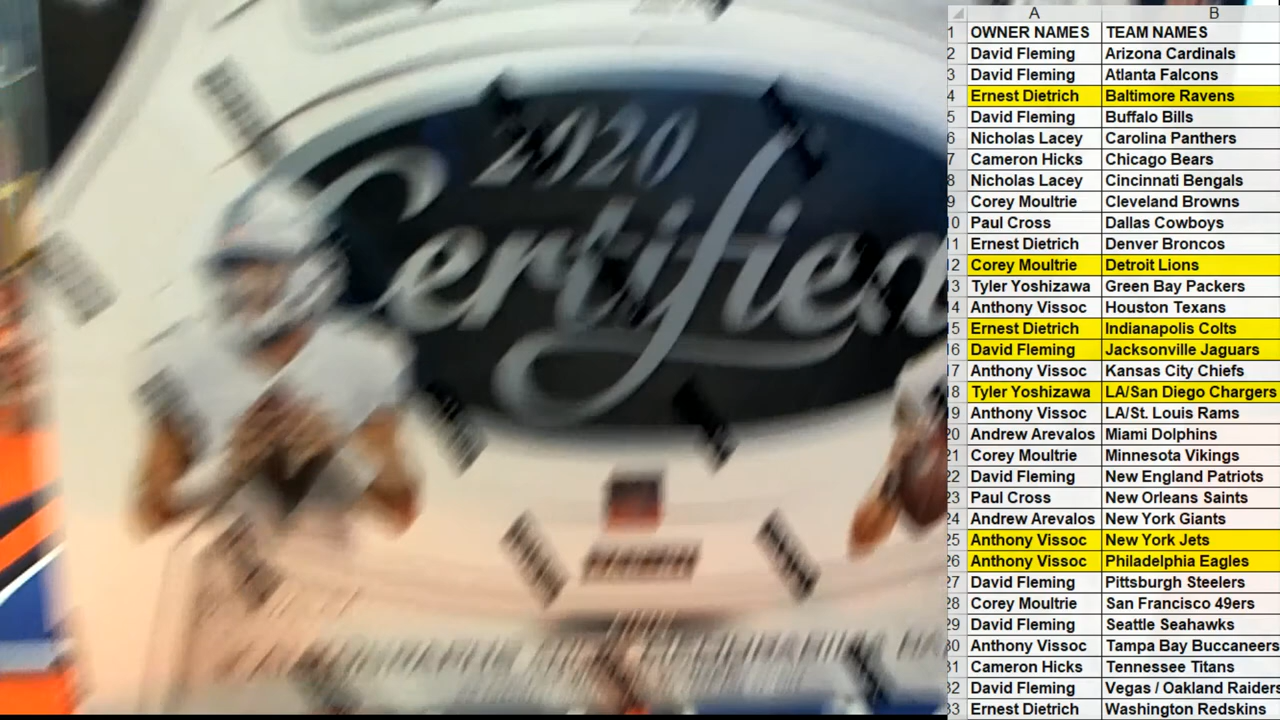 2020
Certified
PANINI
A B
1 OWNER NAMES TEAM NAMES
2 David Fleming Arizona Cardinals
3 David Fleming Atlanta Falcons
4 Ernest Dietrich Baltimore Ravens
5 David Fleming Buffalo Bills
6 Nicholas Lacey Carolina Panthers
7 Cameron Hicks Chicago Bears
8 Nicholas Lacey Cincinnati Bengals
9 Corey Moultrie Cleveland Browns
10 Paul Cross Dallas Cowboys
11 Ernest Dietrich Denver Broncos
12 Corey Moultrie Detroit Lions
13 Tyler Yoshizawa Green Bay Packers
14 Anthony Vissoc Houston Texans
15 Ernest Dietrich Indianapolis Colts
16 David Fleming Jacksonville Jaguars
17 Anthony Vissoc Kansas City Chiefs
18 Tyler Yoshizawa LA/San Diego Chargers
19 Anthony Vissoc LA/St. Louis Rams
20 Andrew Arevalos Miami Dolphins
21 Corey Moultrie Minnesota Vikings
22 David Fleming New England Patriots
23 Paul Cross New Orleans Saints
24 Andrew Arevalos New York Giants
25 Anthony Vissoc New York Jets
26 Anthony Vissoc Philadelphia Eagles
27 David Fleming Pittsburgh Steelers
28 Corey Moultrie San Francisco 49ers
29 David Fleming Seattle Seahawks
30 Anthony Vissoc Tampa Bay Buccaneers
31 Cameron Hicks Tennessee Titans
32 David Fleming Vegas / Oakland Raiders
33 Ernest Dietrich Washington Redskins